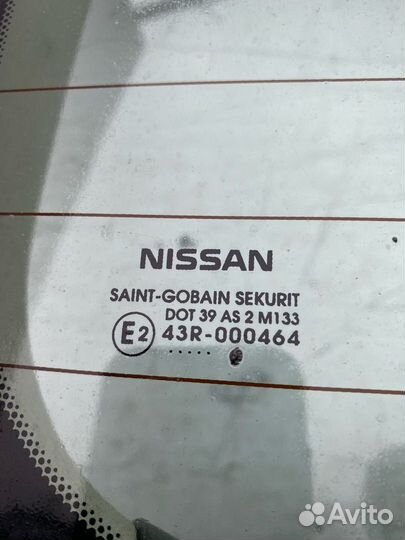 NISSAN
SAINT-GOBAIN SEKURIT
DOT 39 AS 2 M133
E2 43R-000464
..... .
Avito